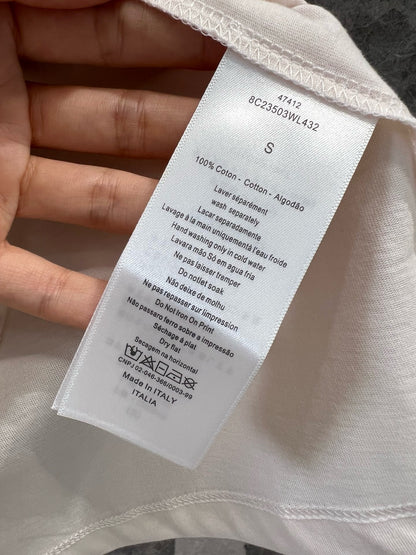 47412
8C23503WL432
S
100% Coton - Cotton - Algodão
Laver séparément
wash separately
Lacar separadamente
Lavage à la main uniquementà l'eau froide
Hand washing only in cold water
Lavara mão Só em agua fria
Ne pas laisser tremper
Do notlet soak
Não deixe de molhu
Ne pas repasser sur limpression
Do Not Iron On Print
Não passaro ferro sobre a impressão
Séchage à plat
Dry flat
Secagem na horizontal
CNPJ 02-046-366/0003-99
Made In ITALY
ITALIA